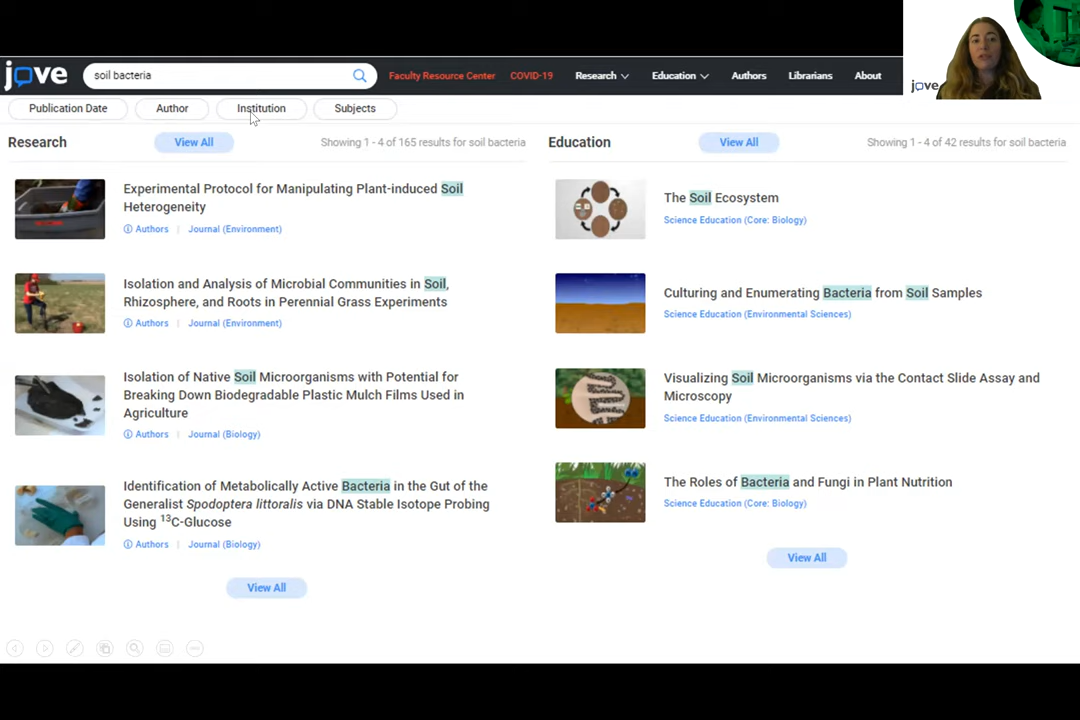 jove
soil bacteria
Faculty Resource Center
COVID-19
Research
Education
Authors
Librarians
About
jove
Publication Date
Author
Institution
Subjects
Research
View All
Showing 1 - 4 of 165 results for soil bacteria
Experimental Protocol for Manipulating Plant-induced Soil
Heterogeneity
Authors | Journal (Environment)
Isolation and Analysis of Microbial Communities in Soil,
Rhizosphere, and Roots in Perennial Grass Experiments
Authors | Journal (Environment)
Isolation of Native Soil Microorganisms with Potential for
Breaking Down Biodegradable Plastic Mulch Films Used in
Agriculture
Authors | Journal (Biology)
Identification of Metabolically Active Bacteria in the Gut of the
Generalist Spodoptera littoralis via DNA Stable Isotope Probing
Using ¹³C-Glucose
Authors | Journal (Biology)
View All
Education
View All
Showing 1 - 4 of 42 results for soil bacteria
The Soil Ecosystem
Science Education (Core: Biology)
Culturing and Enumerating Bacteria from Soil Samples
Science Education (Environmental Sciences)
Visualizing Soil Microorganisms via the Contact Slide Assay and
Microscopy
Science Education (Environmental Sciences)
The Roles of Bacteria and Fungi in Plant Nutrition
Science Education (Core: Biology)
View All